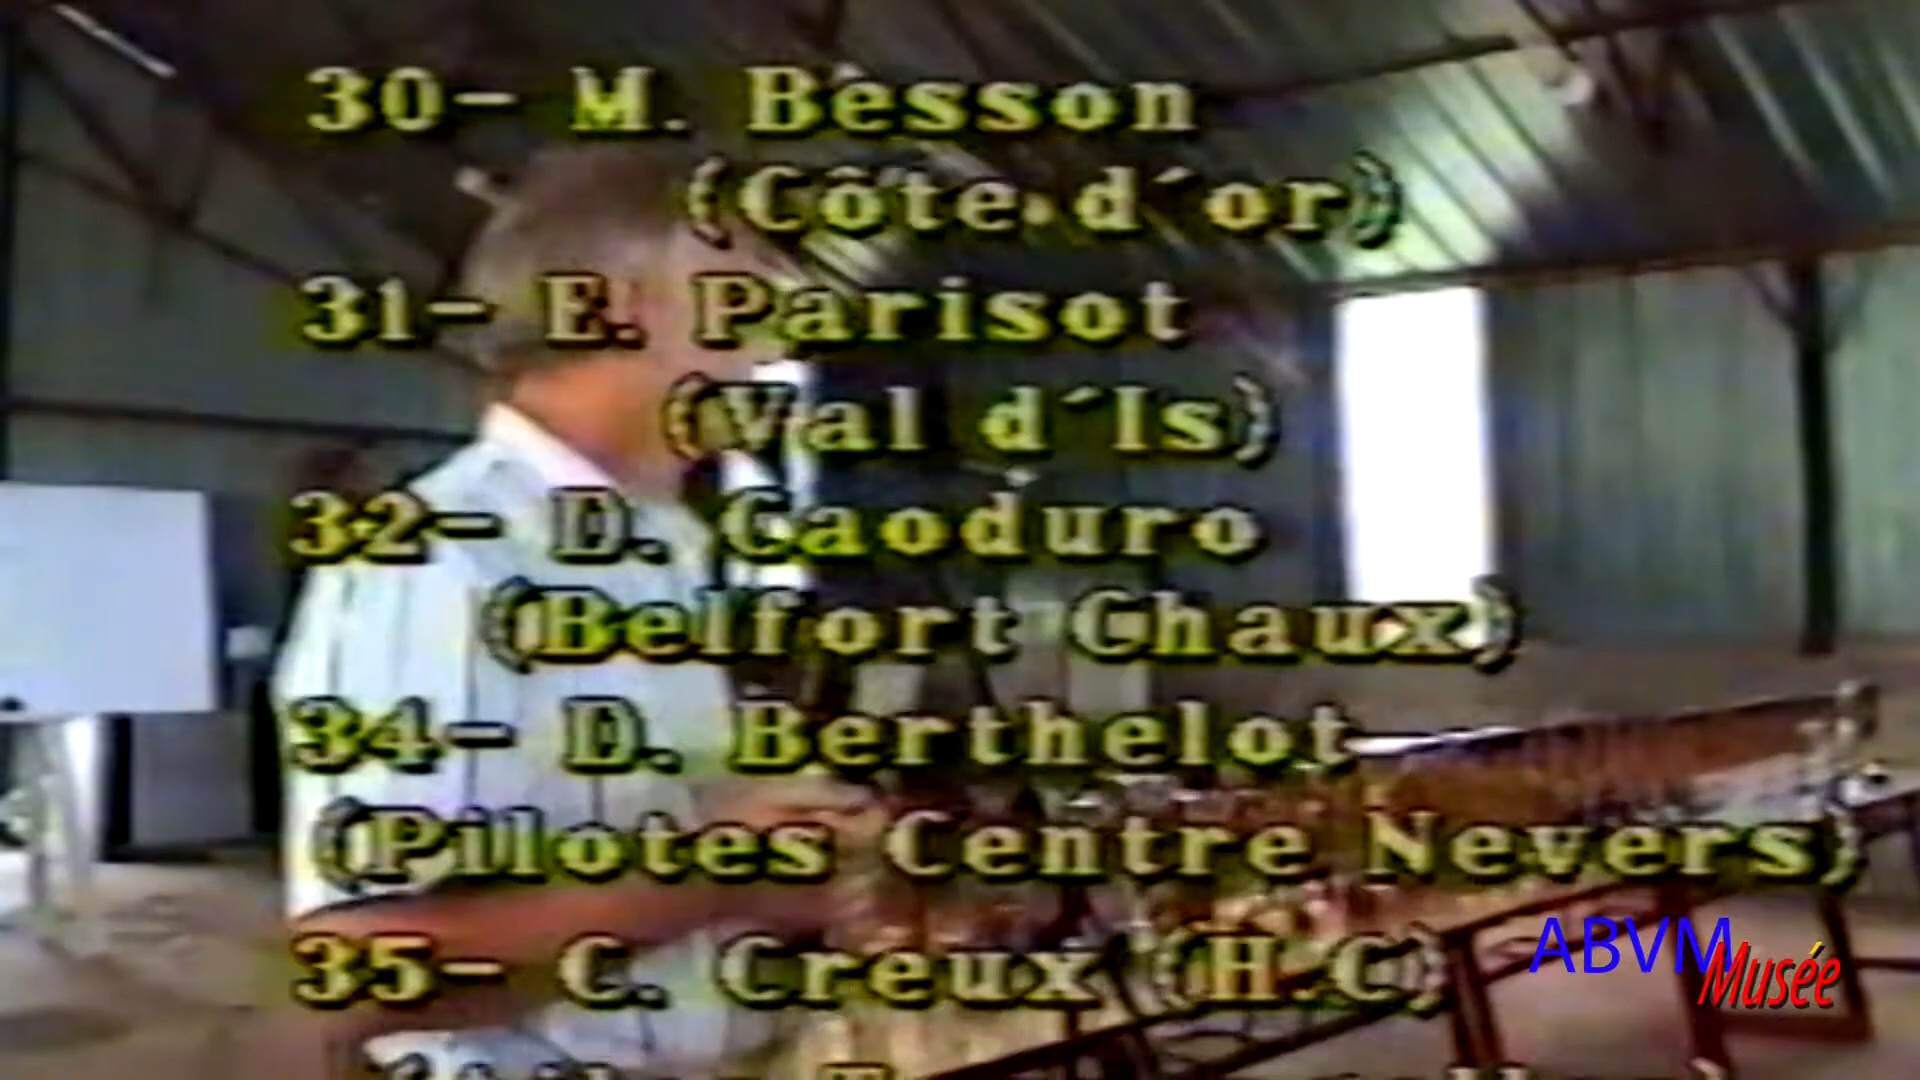 30- M. Besson
(Côte d'or)
31- E. Parisot
(Val d'Is)
32- D. Caoduro
(Belfort Chaux)
34- D. Berthelot
(Pilotes Centre Nevers)
35- C. Creux (H.C)
ABVM
Musée